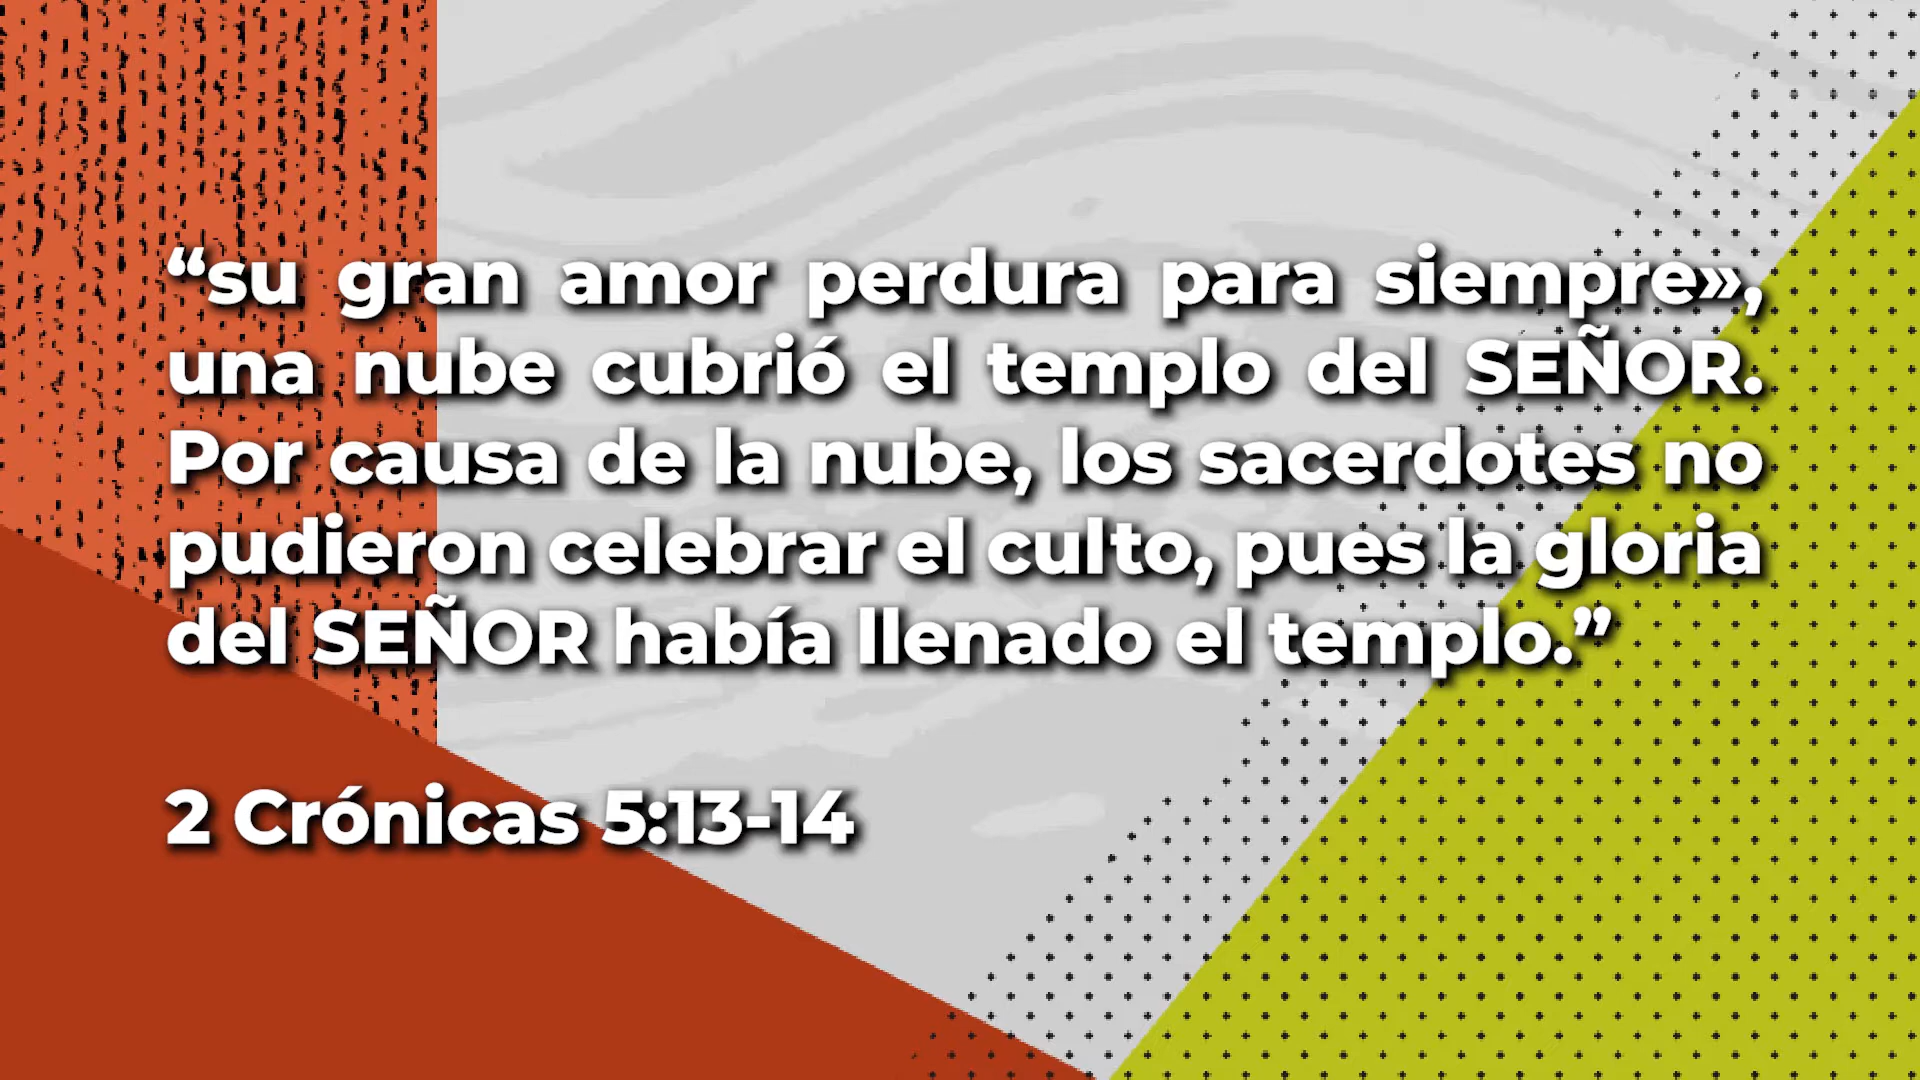 “su gran amor perdura para siempre»,
una nube cubrió el templo del SEÑOR.
Por causa de la nube, los sacerdotes no
pudieron celebrar el culto, pues la gloria
del SEÑOR había llenado el templo.”
2 Crónicas 5:13-14